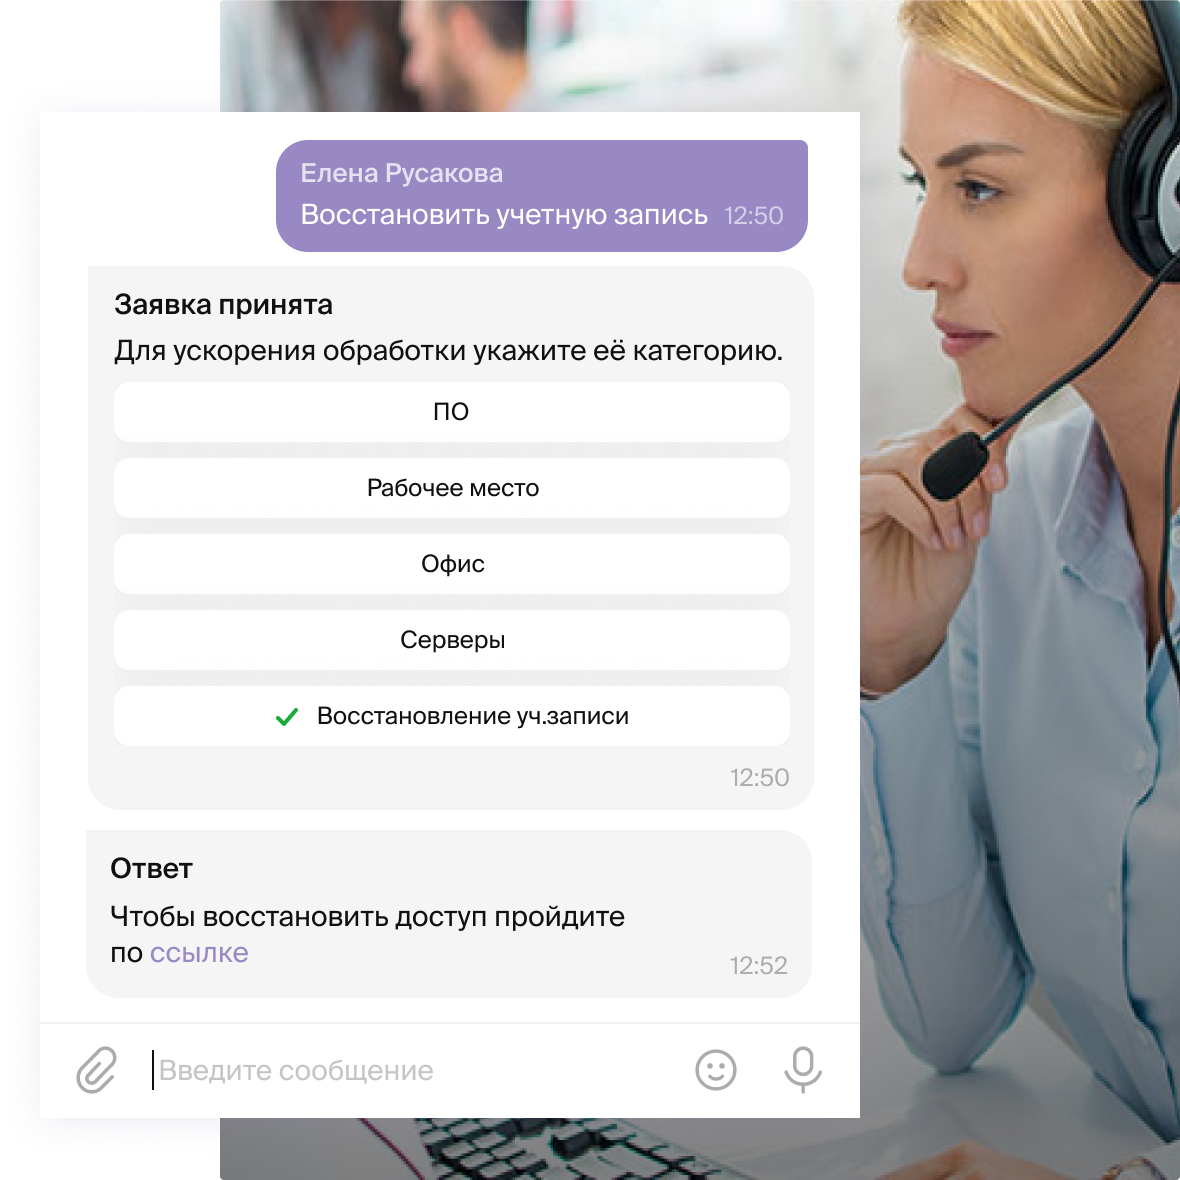 Елена Русакова
Восстановить учетную запись 12:50
Заявка принята
Для ускорения обработки укажите её категорию.
ПО
Рабочее место
Офис
Серверы
Восстановление уч.записи
12:50
Ответ
Чтобы восстановить доступ пройдите
по ссылке
12:52
Введите сообщение